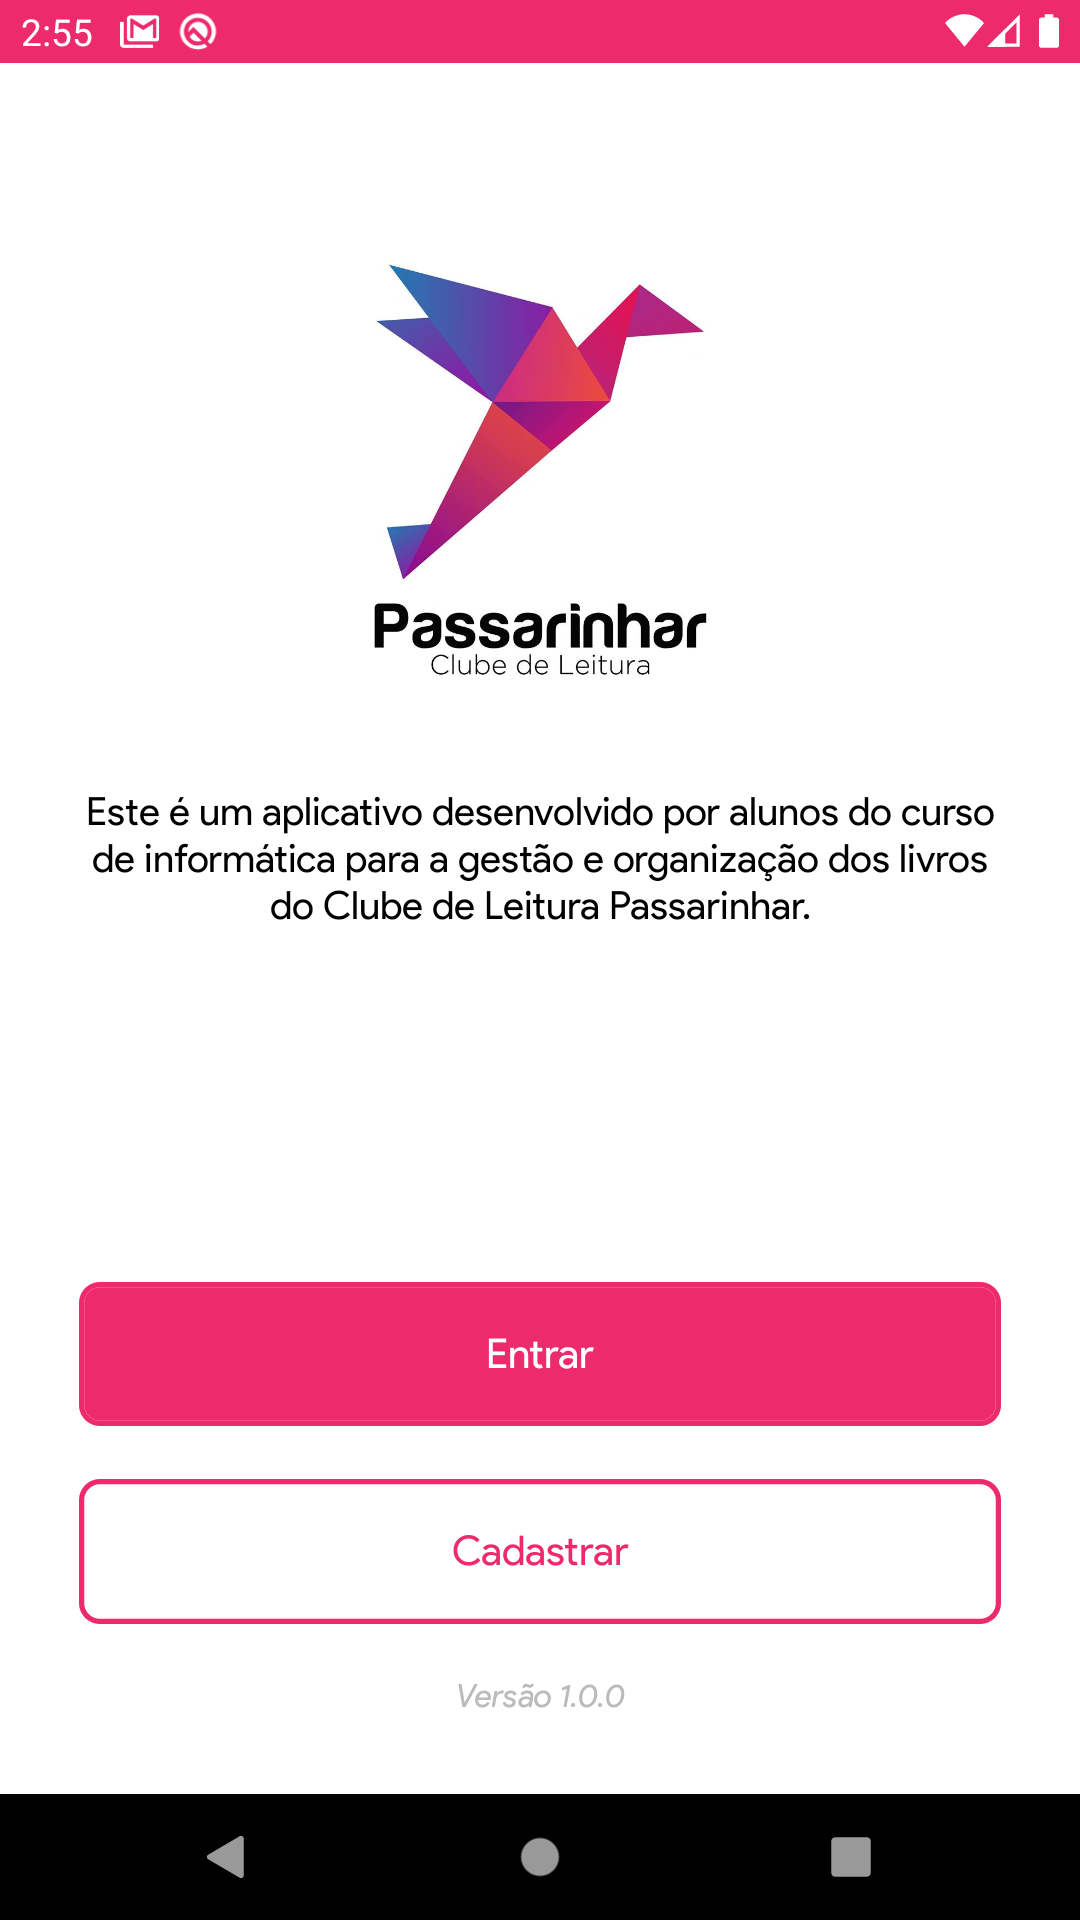 2:55
Passarinhar
Clube de Leitura
Este é um aplicativo desenvolvido por alunos do curso
de informática para a gestão e organização dos livros
do Clube de Leitura Passarinhar.
Entrar
Cadastrar
Versão 1.0.0